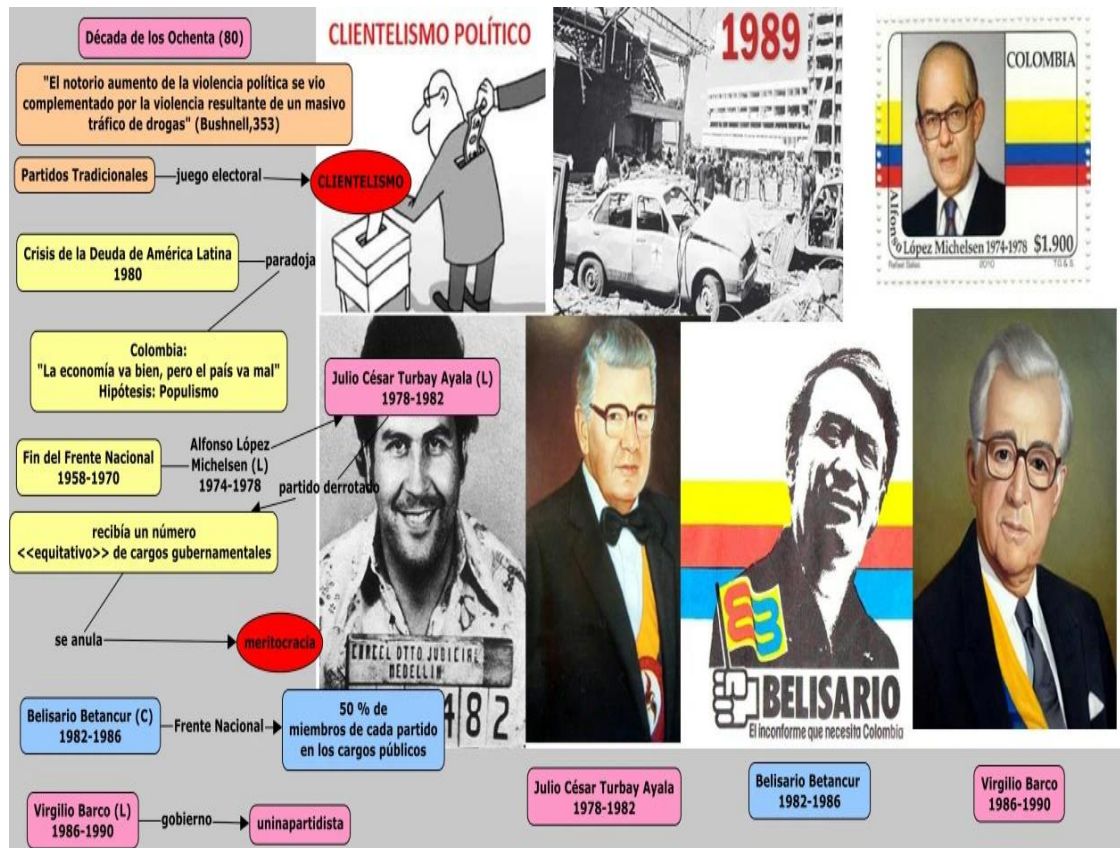 Década de los Ochenta (80)
"El notorio aumento de la violencia política se vio
complementado por la violencia resultante de un masivo
tráfico de drogas" (Bushnell,353)
Partidos Tradicionales
juego electoral
CLIENTELISMO
CLIENTELISMO POLÍTICO
1989
COLOMBIA
Alfonso López Michelsen 1974-1978 $1.900
2010
Crisis de la Deuda de América Latina
1980
paradoja
Colombia:
"La economía va bien, pero el país va mal"
Hipótesis: Populismo
Fin del Frente Nacional
1958-1970
Alfonso López
Michelsen (L)
1974-1978
Julio César Turbay Ayala (L)
1978-1982
partido derrotado
recibía un número
<<equitativo>> de cargos gubernamentales
se anula
meritocracia
CARCEL DTTO JUDICIAL
MEDELLIN
482
Belisario Betancur (C)
1982-1986
Frente Nacional
50 % de
miembros de cada partido
en los cargos públicos
Virgilio Barco (L)
1986-1990
gobierno
uninapartidista
BELISARIO
El inconforme que necesita Colombia
Julio César Turbay Ayala
1978-1982
Belisario Betancur
1982-1986
Virgilio Barco
1986-1990